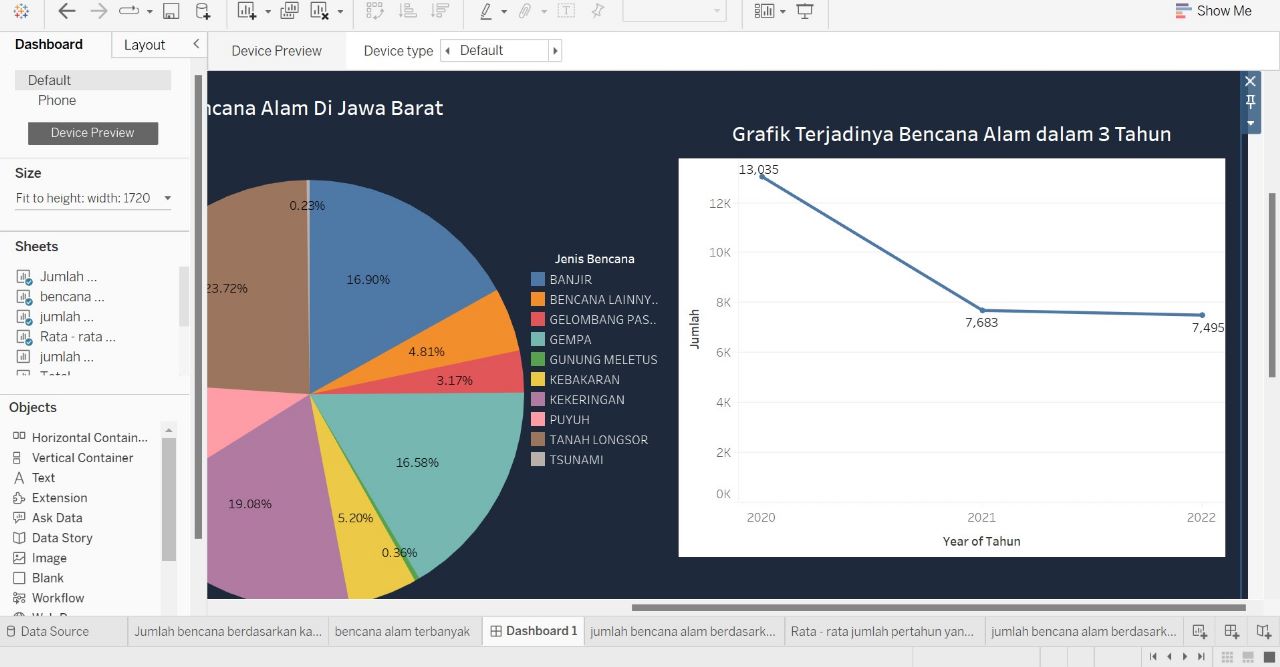 Show Me
Dashboard
Layout
Device Preview
Device type
Default
Default
Phone
Device Preview
Size
Fit to height: width: 1720
Sheets
Jumlah ...
bencana ...
jumlah ...
Rata - rata ...
jumlah ...
Objects
Horizontal Contain...
Vertical Container
Text
Extension
Ask Data
Data Story
Image
Blank
Workflow
ncana Alam Di Jawa Barat
0.23%
16.90%
23.72%
4.81%
3.17%
16.58%
19.08%
5.20%
0.36%
Jenis Bencana
BANJIR
BENCANA LAINNY..
GELOMBANG PAS..
GEMPA
GUNUNG MELETUS
KEBAKARAN
KEKERINGAN
PUYUH
TANAH LONGSOR
TSUNAMI
Grafik Terjadinya Bencana Alam dalam 3 Tahun
13,035
12K
10K
8K
7,683
7,495
6K
4K
2K
0K
Jumlah
2020 2021 2022
Year of Tahun
Data Source
Jumlah bencana berdasarkan ka...
bencana alam terbanyak
Dashboard 1
jumlah bencana alam berdasark...
Rata - rata jumlah pertahun yan...
jumlah bencana alam berdasark...